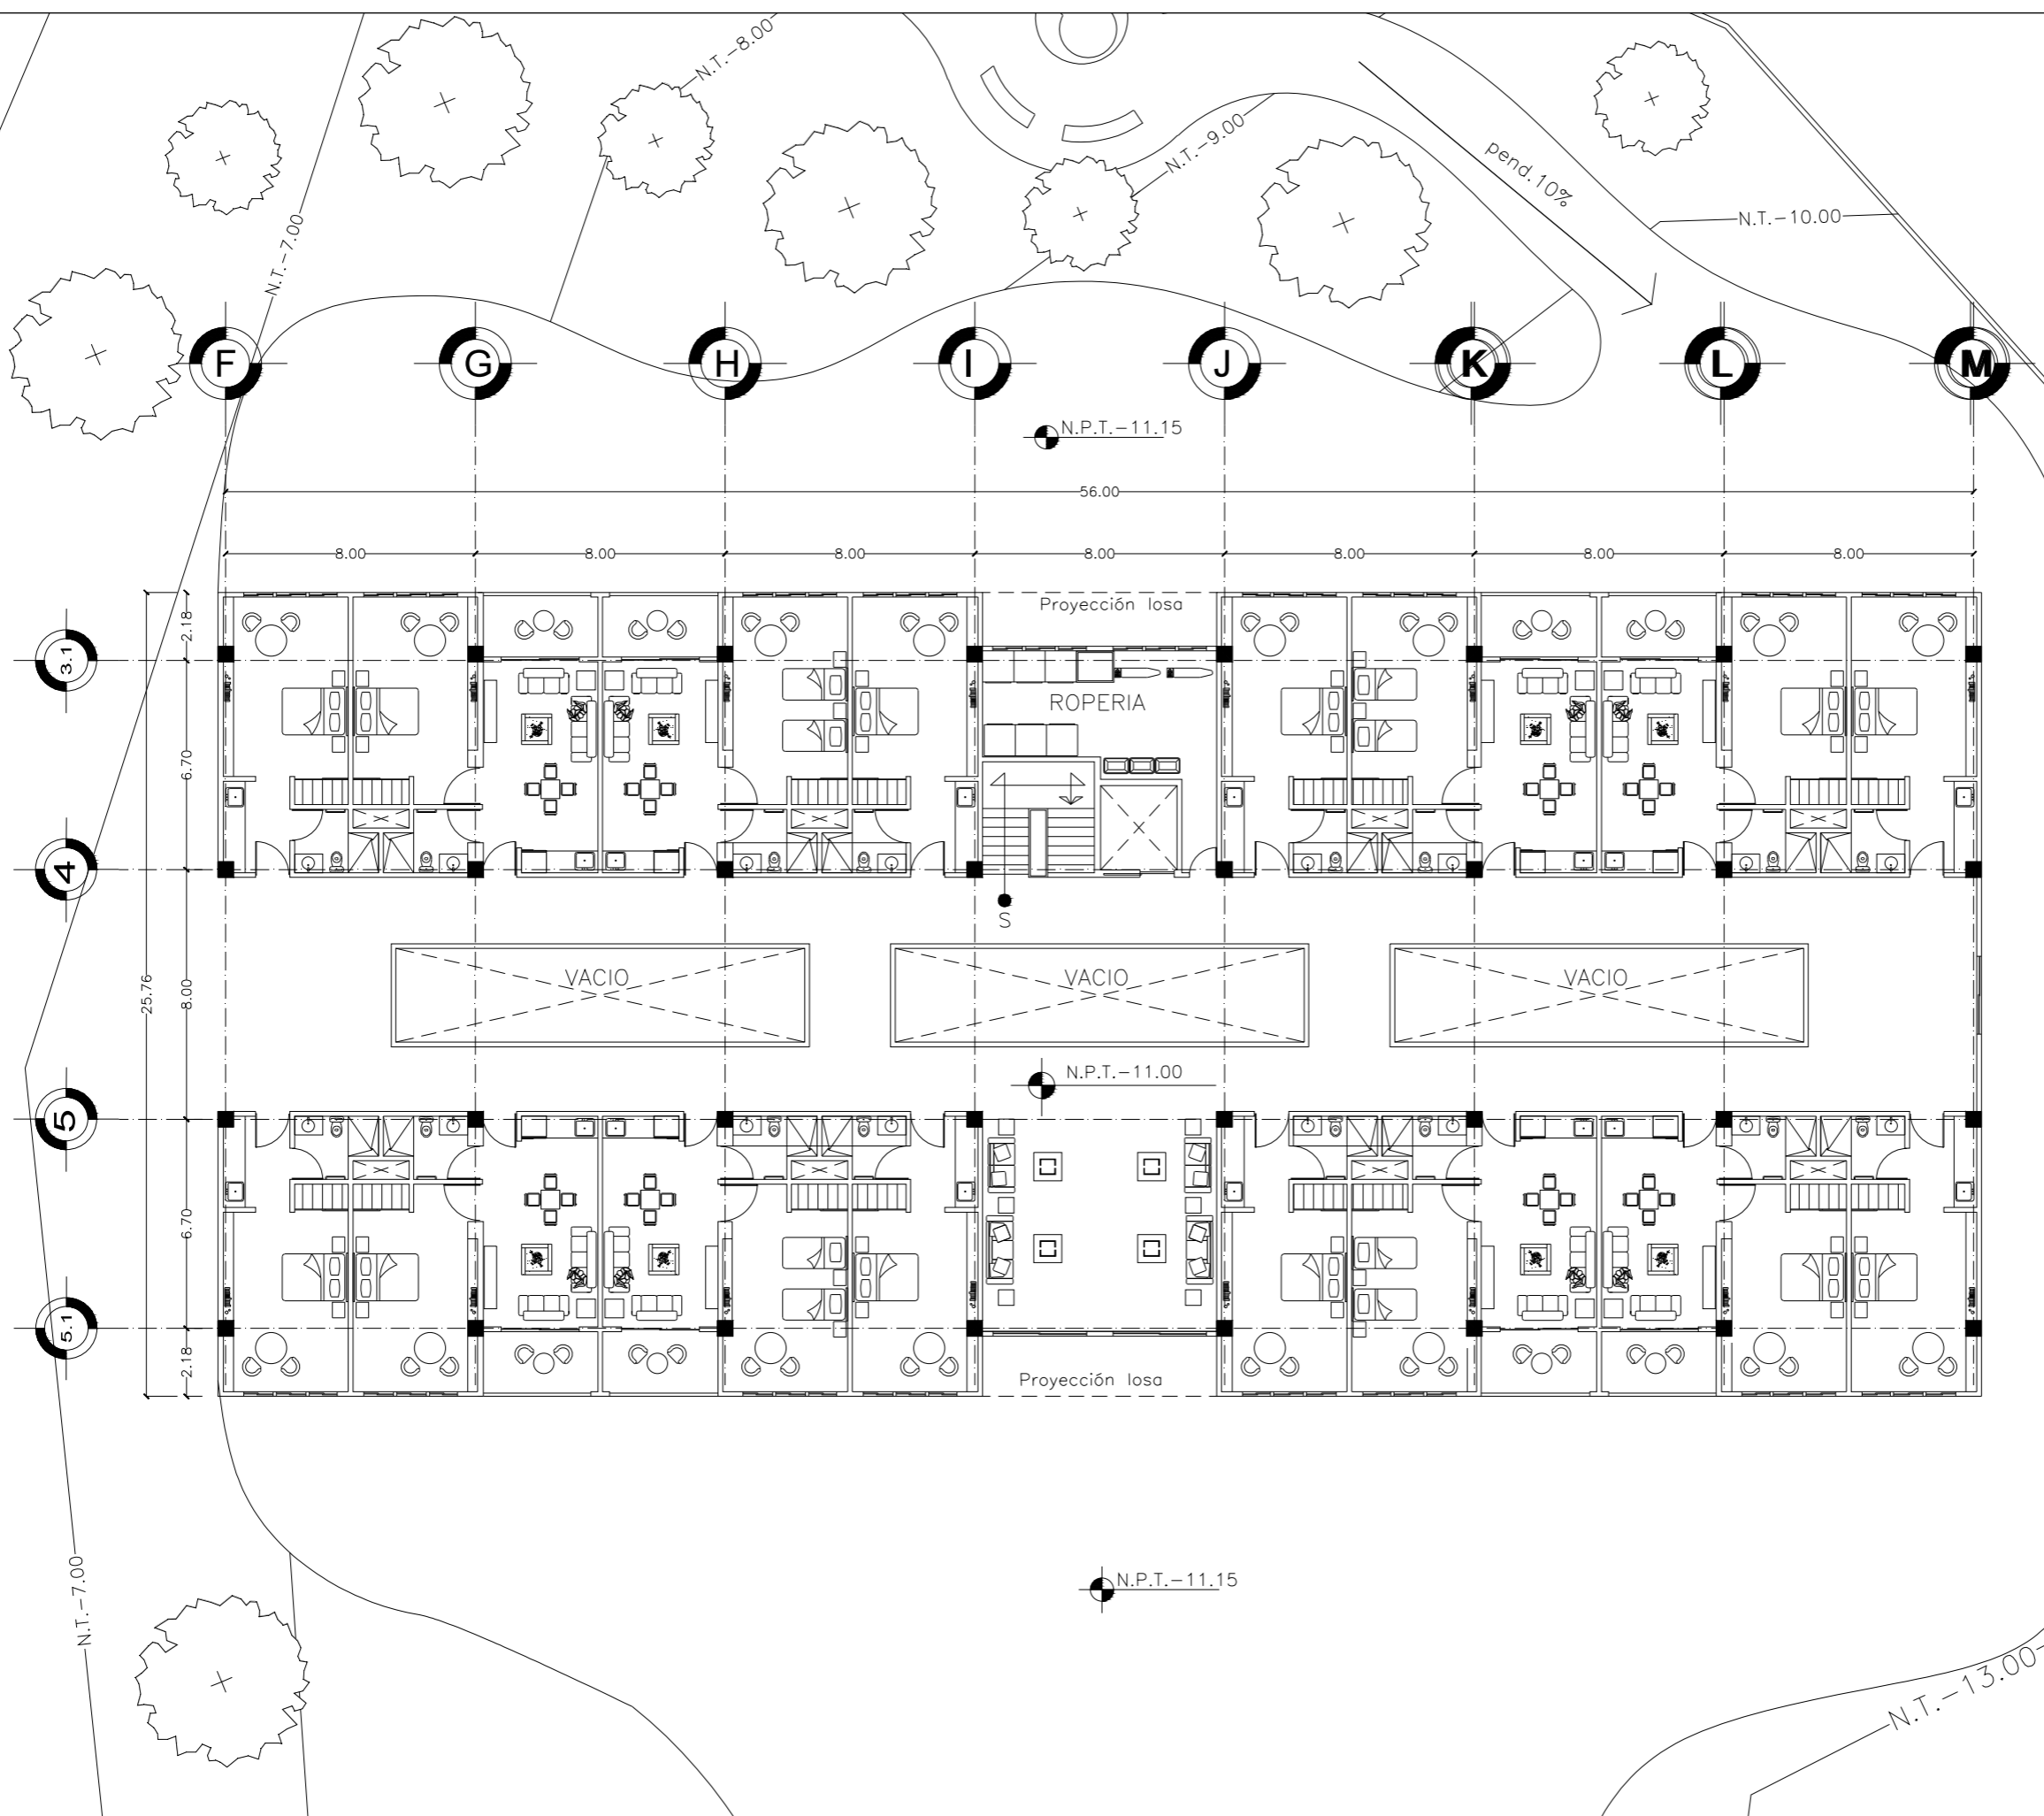 N.T.-8.00
N.T.-9.00
pend.10%
N.T.-10.00
N.T.-7.00
F
G
H
I
J
K
L
M
N.P.T.-11.15
56.00
8.00
8.00
8.00
8.00
8.00
8.00
8.00
Proyección losa
3.1
2.18
ROPERIA
6.70
4
S
VACIO
VACIO
VACIO
25.76
8.00
N.P.T.-11.00
5
6.70
5.1
2.18
Proyección losa
N.P.T.-11.15
N.T.-7.00
N.T.-13.00